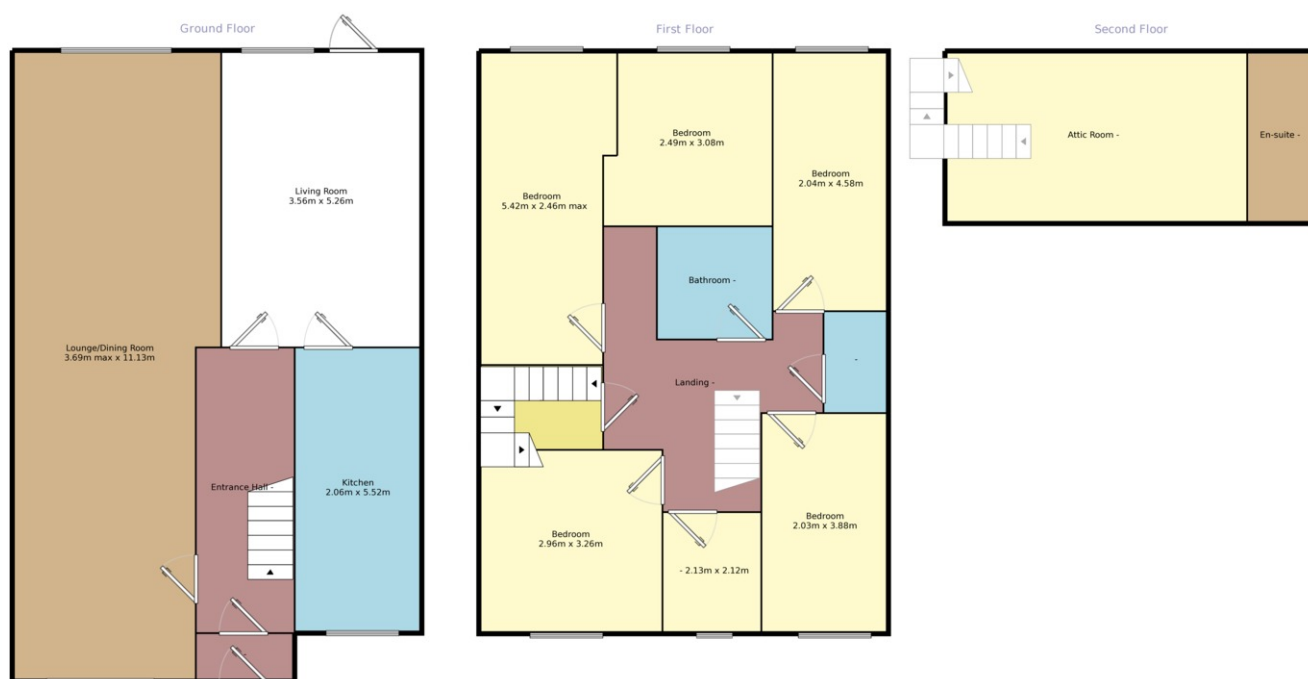 Ground Floor
Lounge/Dining Room
3.69m max x 11.13m
Living Room
3.56m x 5.26m
Entrance Hall -
Kitchen
2.06m x 5.52m
First Floor
Bedroom
5.42m x 2.46m max
Bedroom
2.49m x 3.08m
Bedroom
2.04m x 4.58m
Bathroom -
Landing -
-
Bedroom
2.96m x 3.26m
- 2.13m x 2.12m
Bedroom
2.03m x 3.88m
Second Floor
Attic Room -
En-suite -